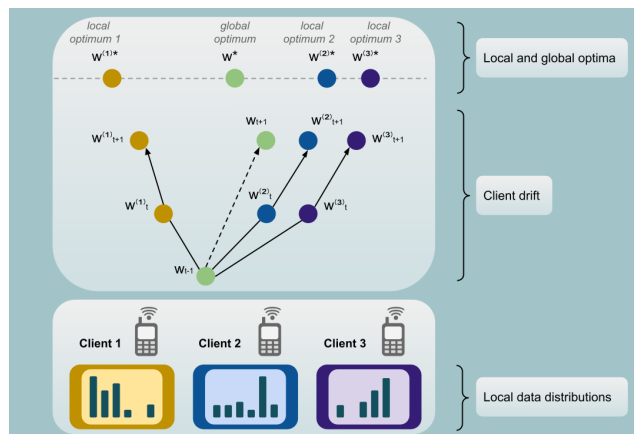 local optimum 1
global optimum
local optimum 2
local optimum 3
w⁽¹⁾*
w*
w⁽²⁾*
w⁽³⁾*
Local and global optima
w⁽¹⁾ₜ₊₁
wₜ₊₁
w⁽²⁾ₜ₊₁
w⁽³⁾ₜ₊₁
Client drift
w⁽¹⁾ₜ
w⁽²⁾ₜ
w⁽³⁾ₜ
wₜ₋₁
Client 1
Client 2
Client 3
Local data distributions